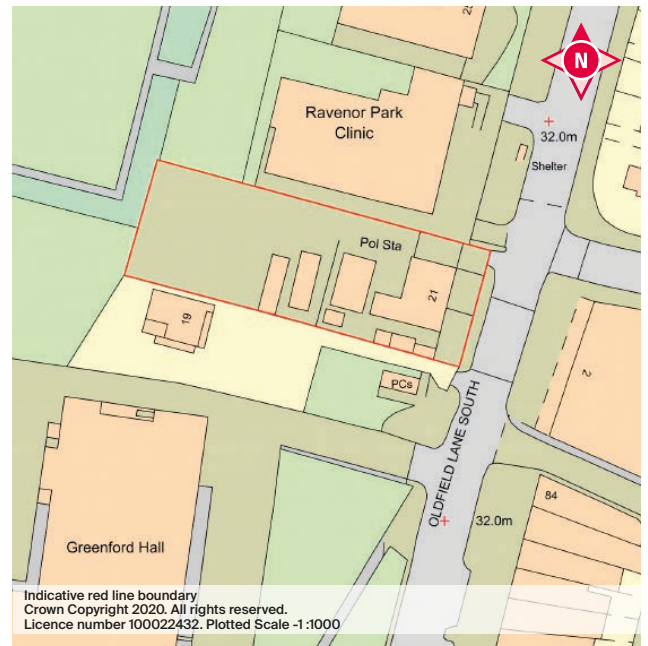 25
N
Ravenor Park
Clinic
32.0m
Shelter
Pol Sta
21
19
2
PCs
OLDFIELD LANE SOUTH
84
32.0m
Greenford Hall
Indicative red line boundary
Crown Copyright 2020. All rights reserved.
Licence number 100022432. Plotted Scale -1:1000